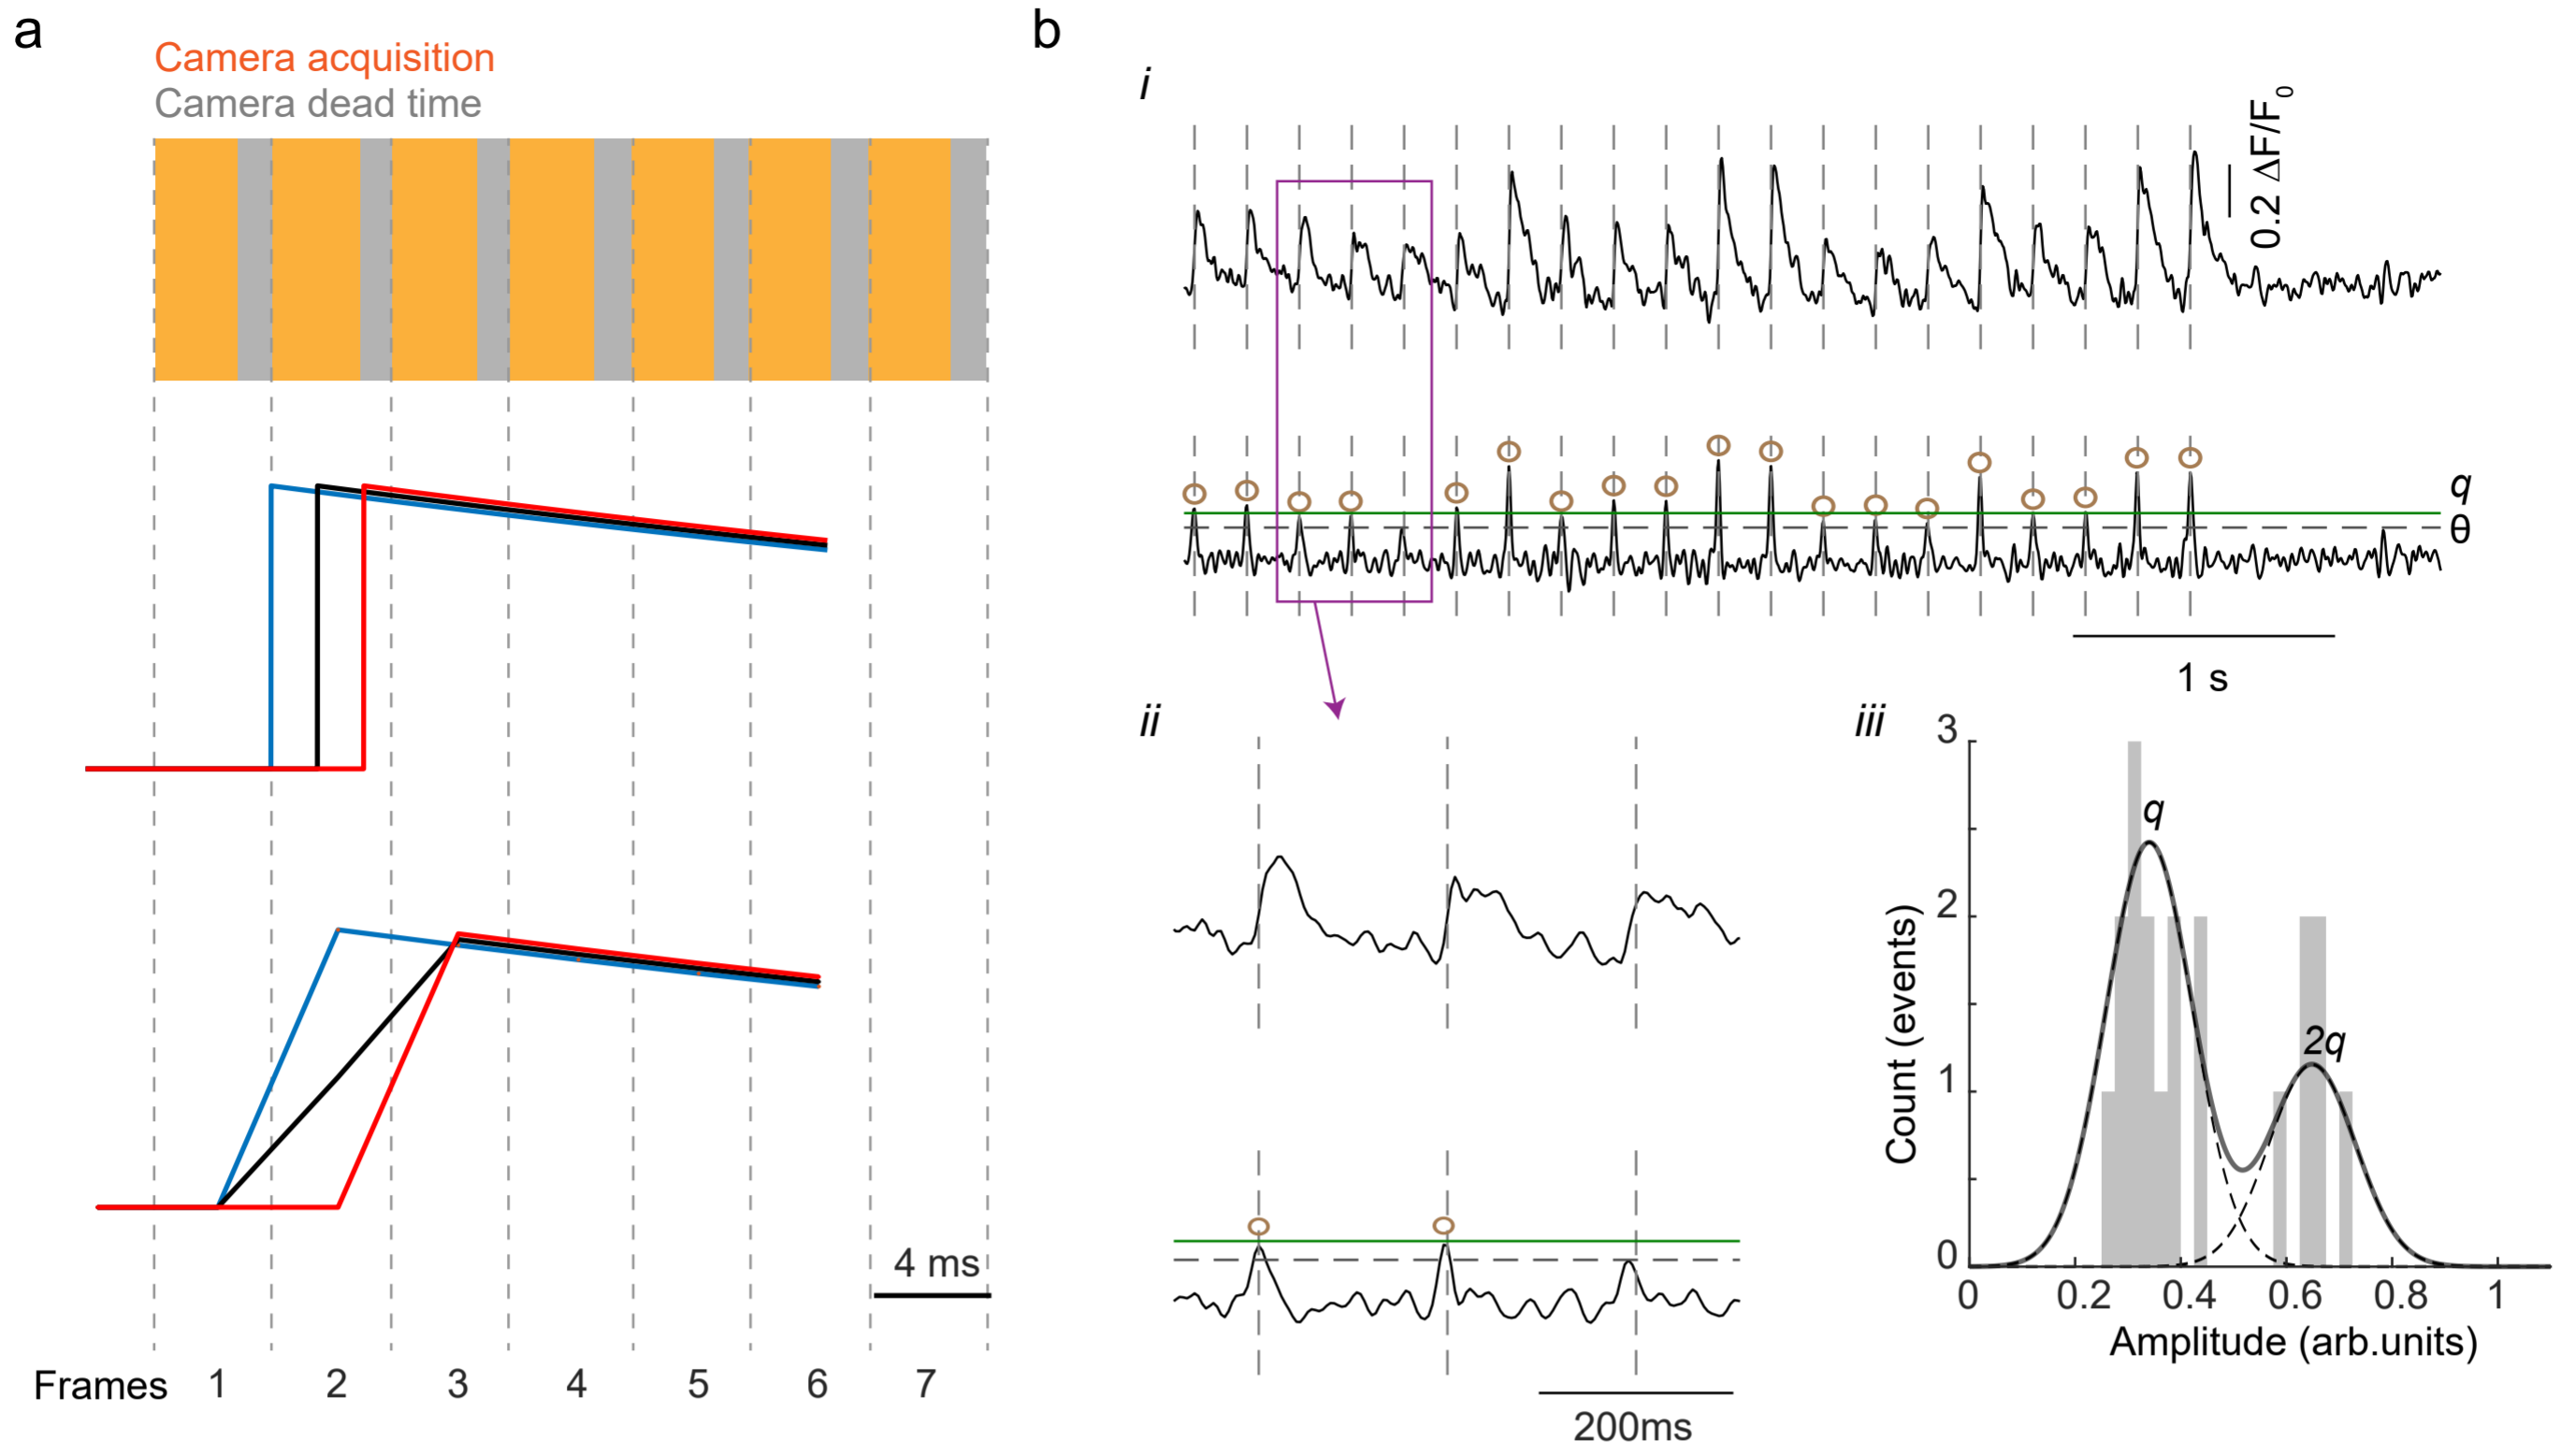 a
Camera acquisition
Camera dead time
4 ms
Frames 1 2 3 4 5 6 7
b
i
0.2 ΔF/F0
q
θ
1 s
ii
200ms
iii
3
2
1
0
Count (events)
q
2q
0 0.2 0.4 0.6 0.8 1
Amplitude (arb.units)